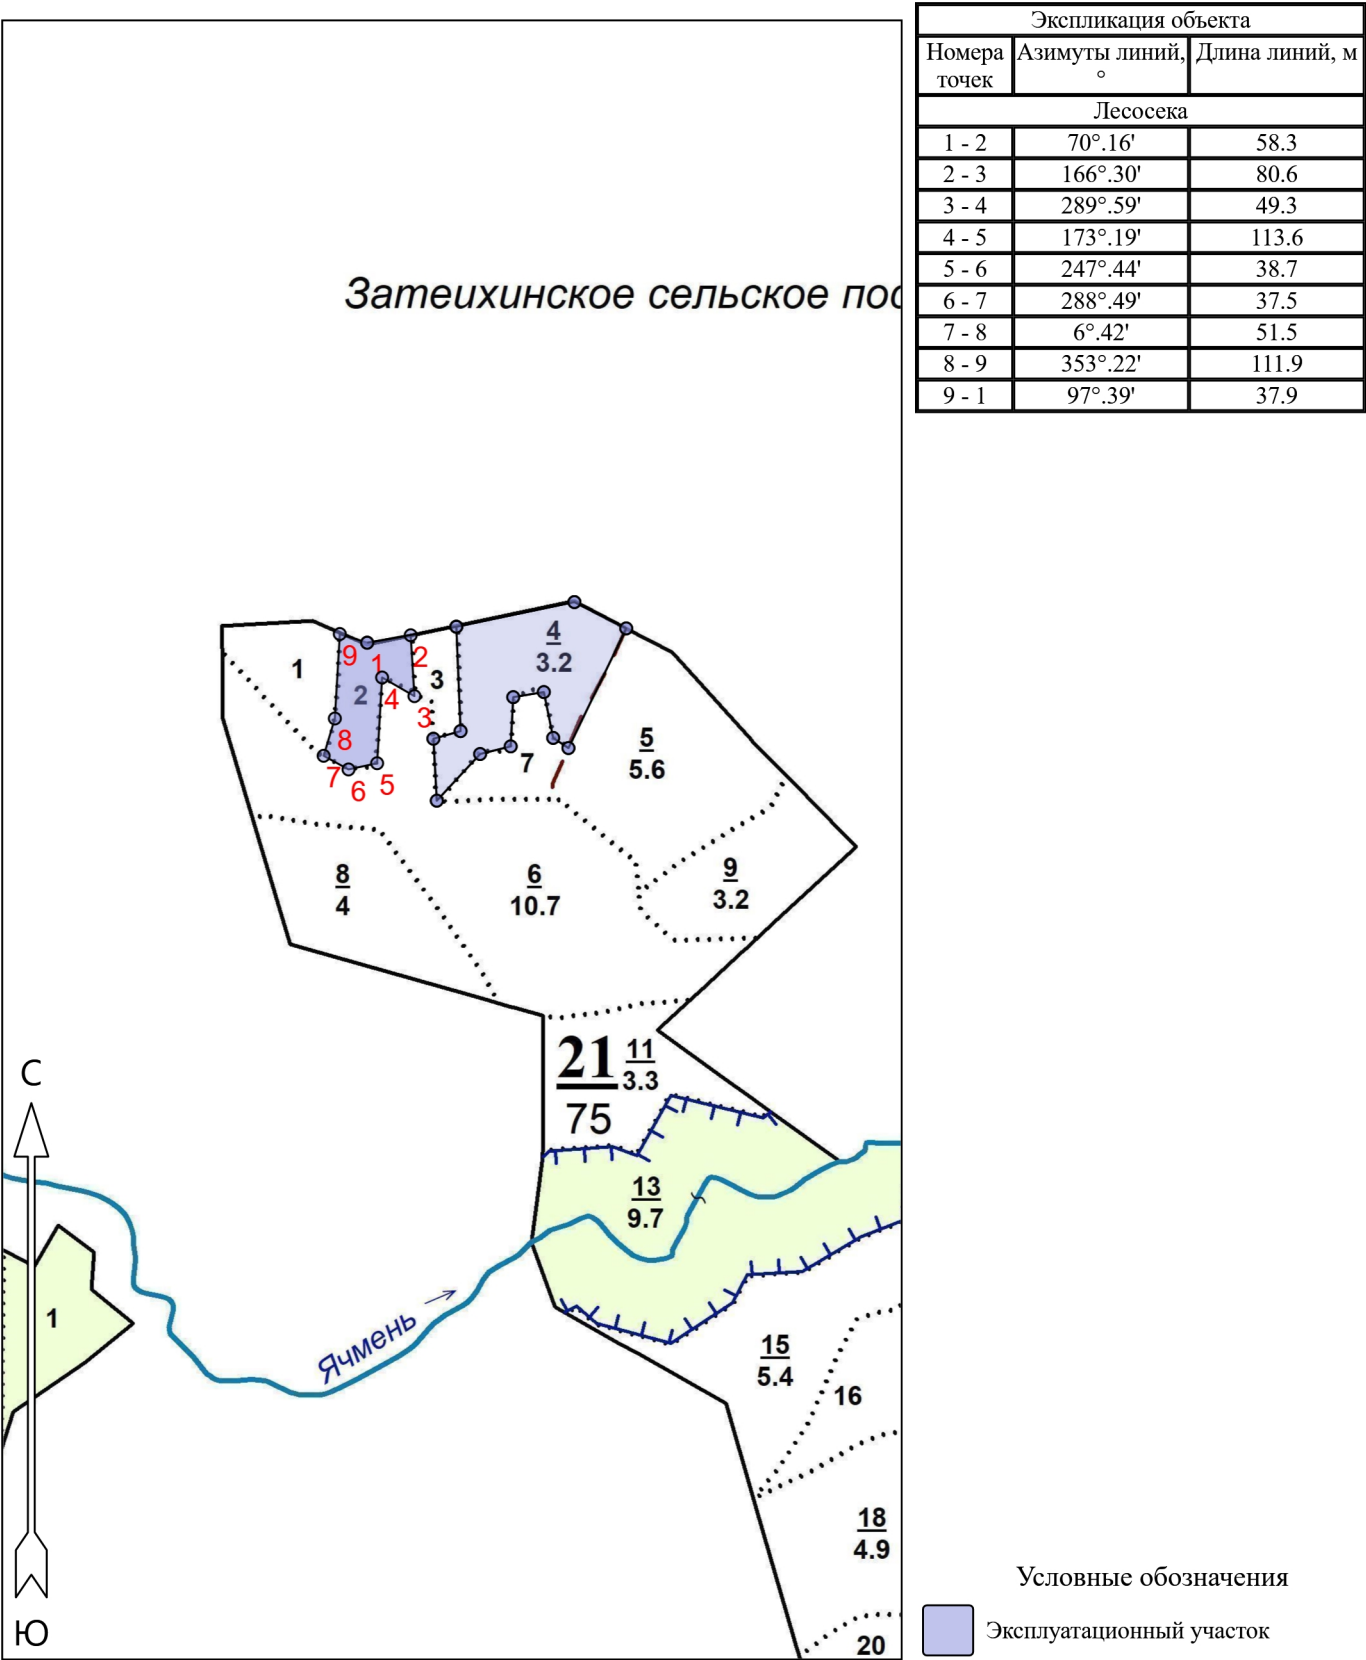 Экспликация объекта
Номера точек
Азимуты линий, °
Длина линий, м
Лесосека
1 - 2 70°.16' 58.3
2 - 3 166°.30' 80.6
3 - 4 289°.59' 49.3
4 - 5 173°.19' 113.6
5 - 6 247°.44' 38.7
6 - 7 288°.49' 37.5
7 - 8 6°.42' 51.5
8 - 9 353°.22' 111.9
9 - 1 97°.39' 37.9
Затеихинское сельское пос
4
3.2
1
9
1
2
2
3
4
3
8
7
6
5
7
5
5.6
8
4
6
10.7
9
3.2
21
75
11
3.3
С
13
9.7
1
Ячмень
15
5.4
16
18
4.9
20
Ю
Условные обозначения
Эксплуатационный участок